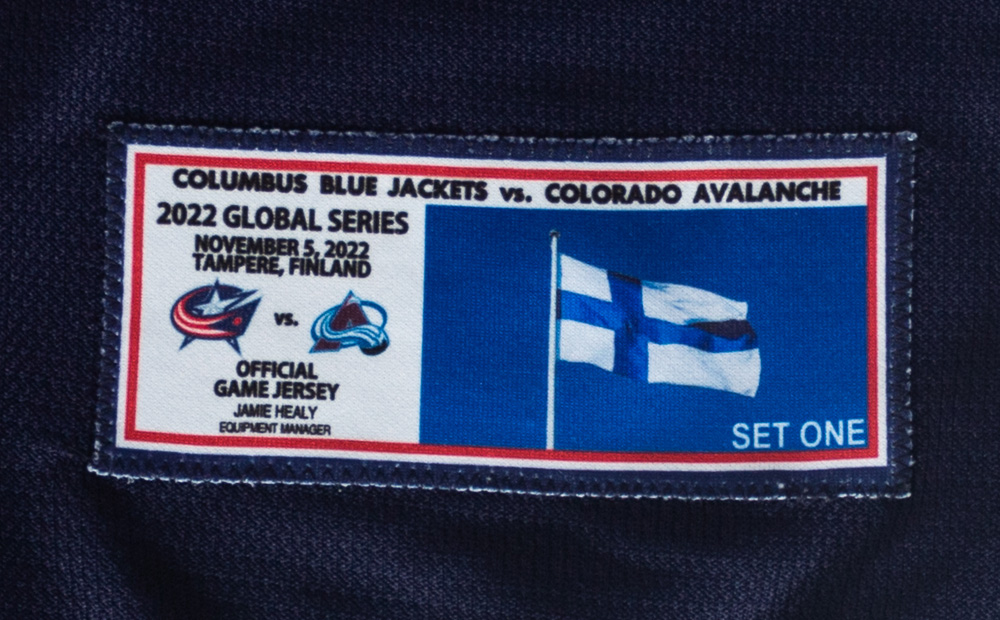 COLUMBUS BLUE JACKETS vs. COLORADO AVALANCHE
2022 GLOBAL SERIES
NOVEMBER 5, 2022
TAMPERE, FINLAND
vs.
OFFICIAL
GAME JERSEY
JAMIE HEALY
EQUIPMENT MANAGER
SET ONE